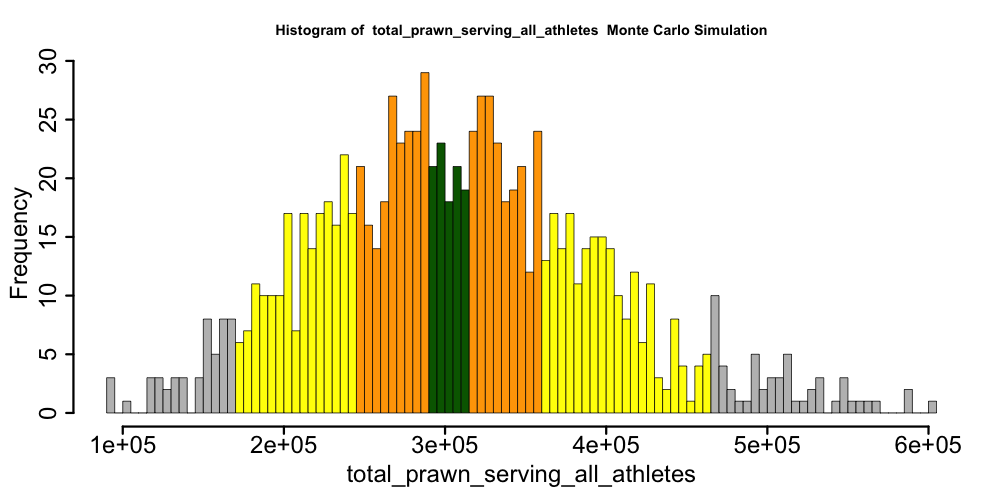 Histogram of  total_prawn_serving_all_athletes  Monte Carlo Simulation
Frequency
30
25
20
15
10
5
0
1e+05 2e+05 3e+05 4e+05 5e+05 6e+05
total_prawn_serving_all_athletes